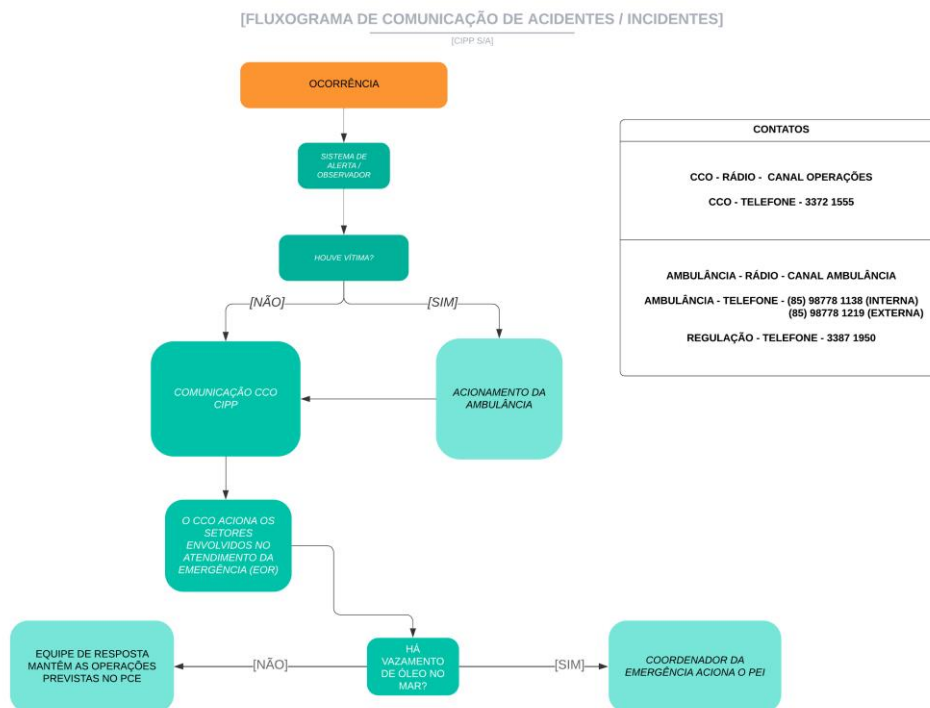 [FLUXOGRAMA DE COMUNICAÇÃO DE ACIDENTES / INCIDENTES]
[CIPP S/A]
OCORRÊNCIA
SISTEMA DE
ALERTA /
OBSERVADOR
HOUVE VÍTIMA?
[NÃO]
[SIM]
COMUNICAÇÃO CCO
CIPP
ACIONAMENTO DA
AMBULÂNCIA
O CCO ACIONA OS
SETORES
ENVOLVIDOS NO
ATENDIMENTO DA
EMERGÊNCIA (EOR)
HÁ
VAZAMENTO
DE ÓLEO NO
MAR?
[NÃO]
[SIM]
EQUIPE DE RESPOSTA
MANTÊM AS OPERAÇÕES
PREVISTAS NO PCE
COORDENADOR DA
EMERGÊNCIA ACIONA O PEI
CONTATOS
CCO - RÁDIO - CANAL OPERAÇÕES
CCO - TELEFONE - 3372 1555
AMBULÂNCIA - RÁDIO - CANAL AMBULÂNCIA
AMBULÂNCIA - TELEFONE - (85) 98778 1138 (INTERNA)
(85) 98778 1219 (EXTERNA)
REGULAÇÃO - TELEFONE - 3387 1950